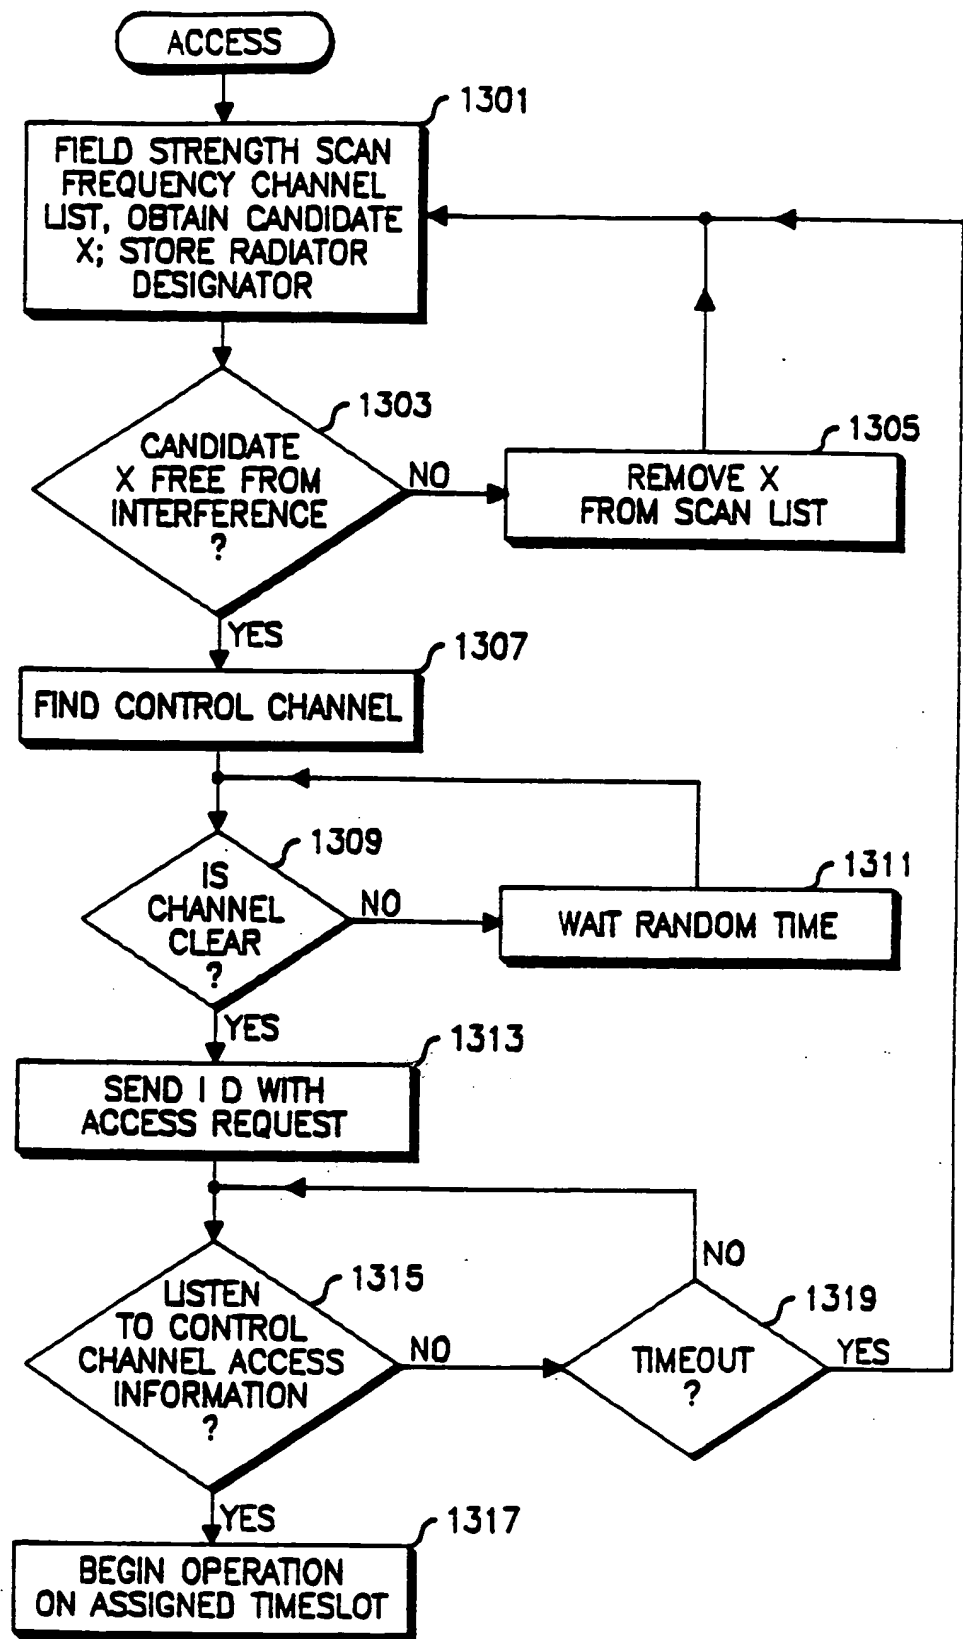 ACCESS
1301
FIELD STRENGTH SCAN
FREQUENCY CHANNEL
LIST, OBTAIN CANDIDATE
X; STORE RADIATOR
DESIGNATOR
1303
CANDIDATE
X FREE FROM
INTERFERENCE
?
NO
1305
REMOVE X
FROM SCAN LIST
YES
1307
FIND CONTROL CHANNEL
1309
IS
CHANNEL
CLEAR
?
NO
1311
WAIT RANDOM TIME
YES
1313
SEND I D WITH
ACCESS REQUEST
1315
LISTEN
TO CONTROL
CHANNEL ACCESS
INFORMATION
?
NO
NO
1319
TIMEOUT
?
YES
YES
1317
BEGIN OPERATION
ON ASSIGNED TIMESLOT